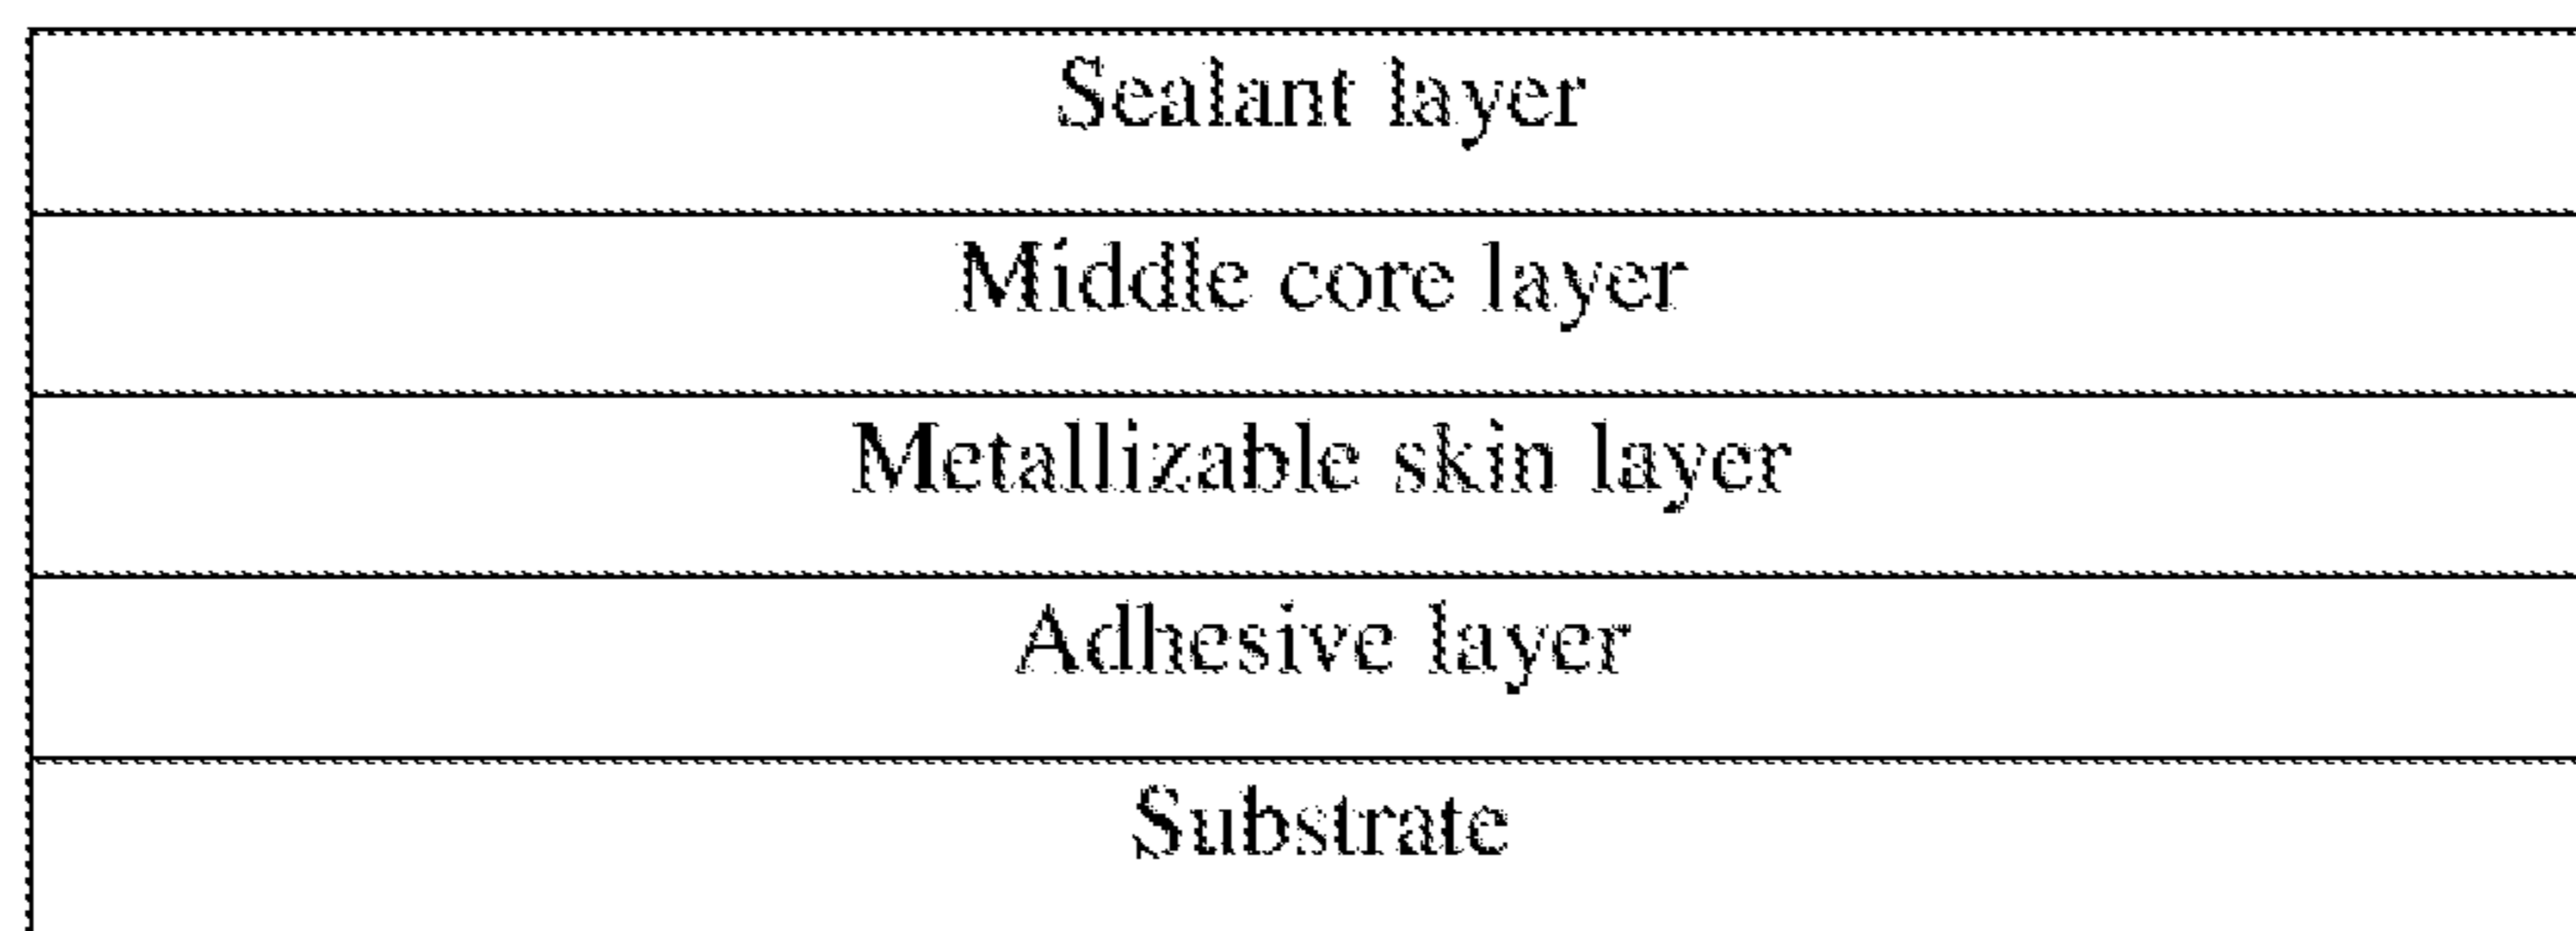 Sealant layer
Middle core layer
Metallizable skin layer
Adhesive layer
Substrate